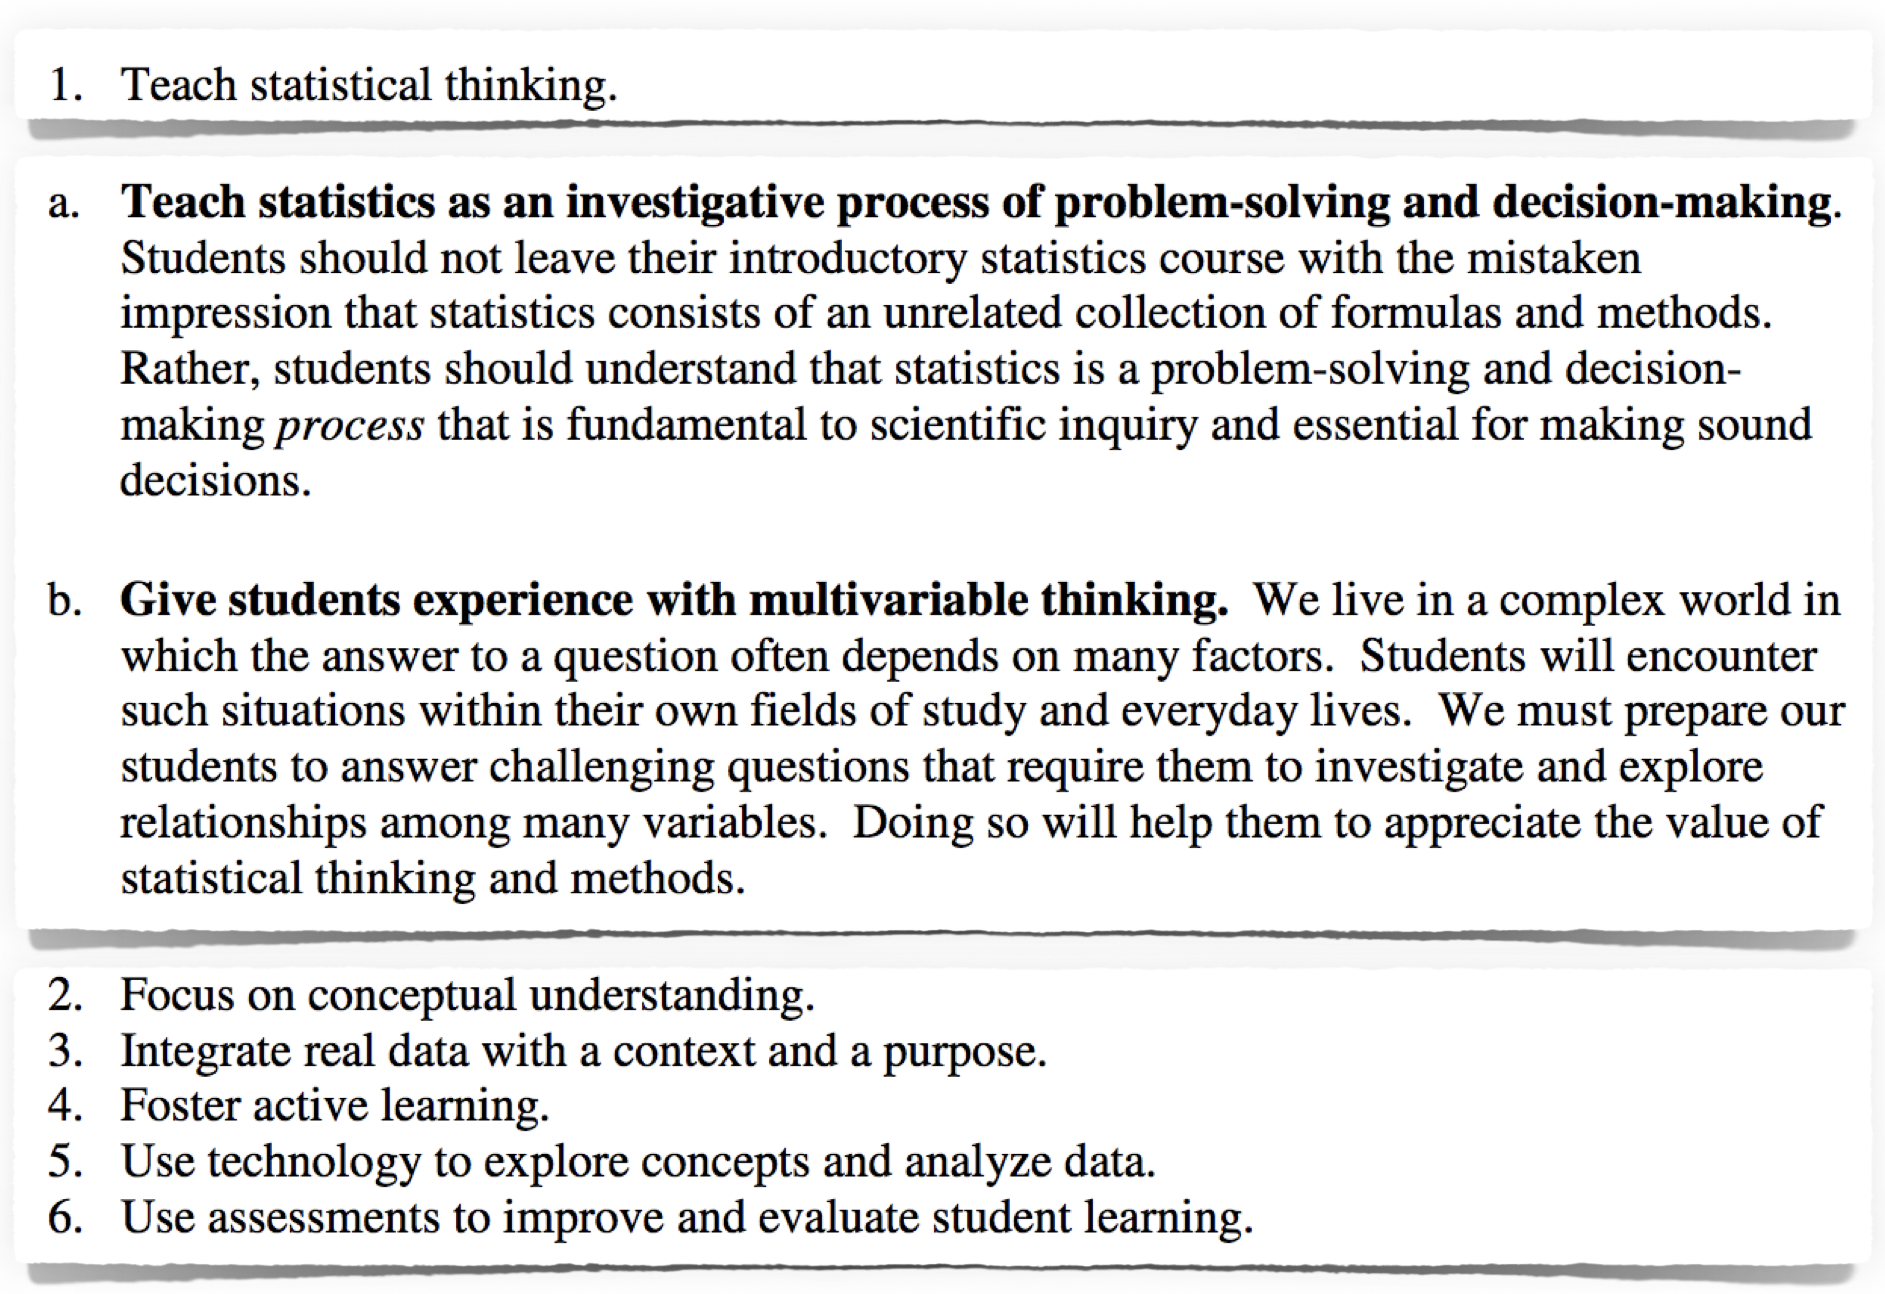 1. Teach statistical thinking.
a. Teach statistics as an investigative process of problem-solving and decision-making.
Students should not leave their introductory statistics course with the mistaken
impression that statistics consists of an unrelated collection of formulas and methods.
Rather, students should understand that statistics is a problem-solving and decision-
making process that is fundamental to scientific inquiry and essential for making sound
decisions.
b. Give students experience with multivariable thinking. We live in a complex world in
which the answer to a question often depends on many factors. Students will encounter
such situations within their own fields of study and everyday lives. We must prepare our
students to answer challenging questions that require them to investigate and explore
relationships among many variables. Doing so will help them to appreciate the value of
statistical thinking and methods.
2. Focus on conceptual understanding.
3. Integrate real data with a context and a purpose.
4. Foster active learning.
5. Use technology to explore concepts and analyze data.
6. Use assessments to improve and evaluate student learning.